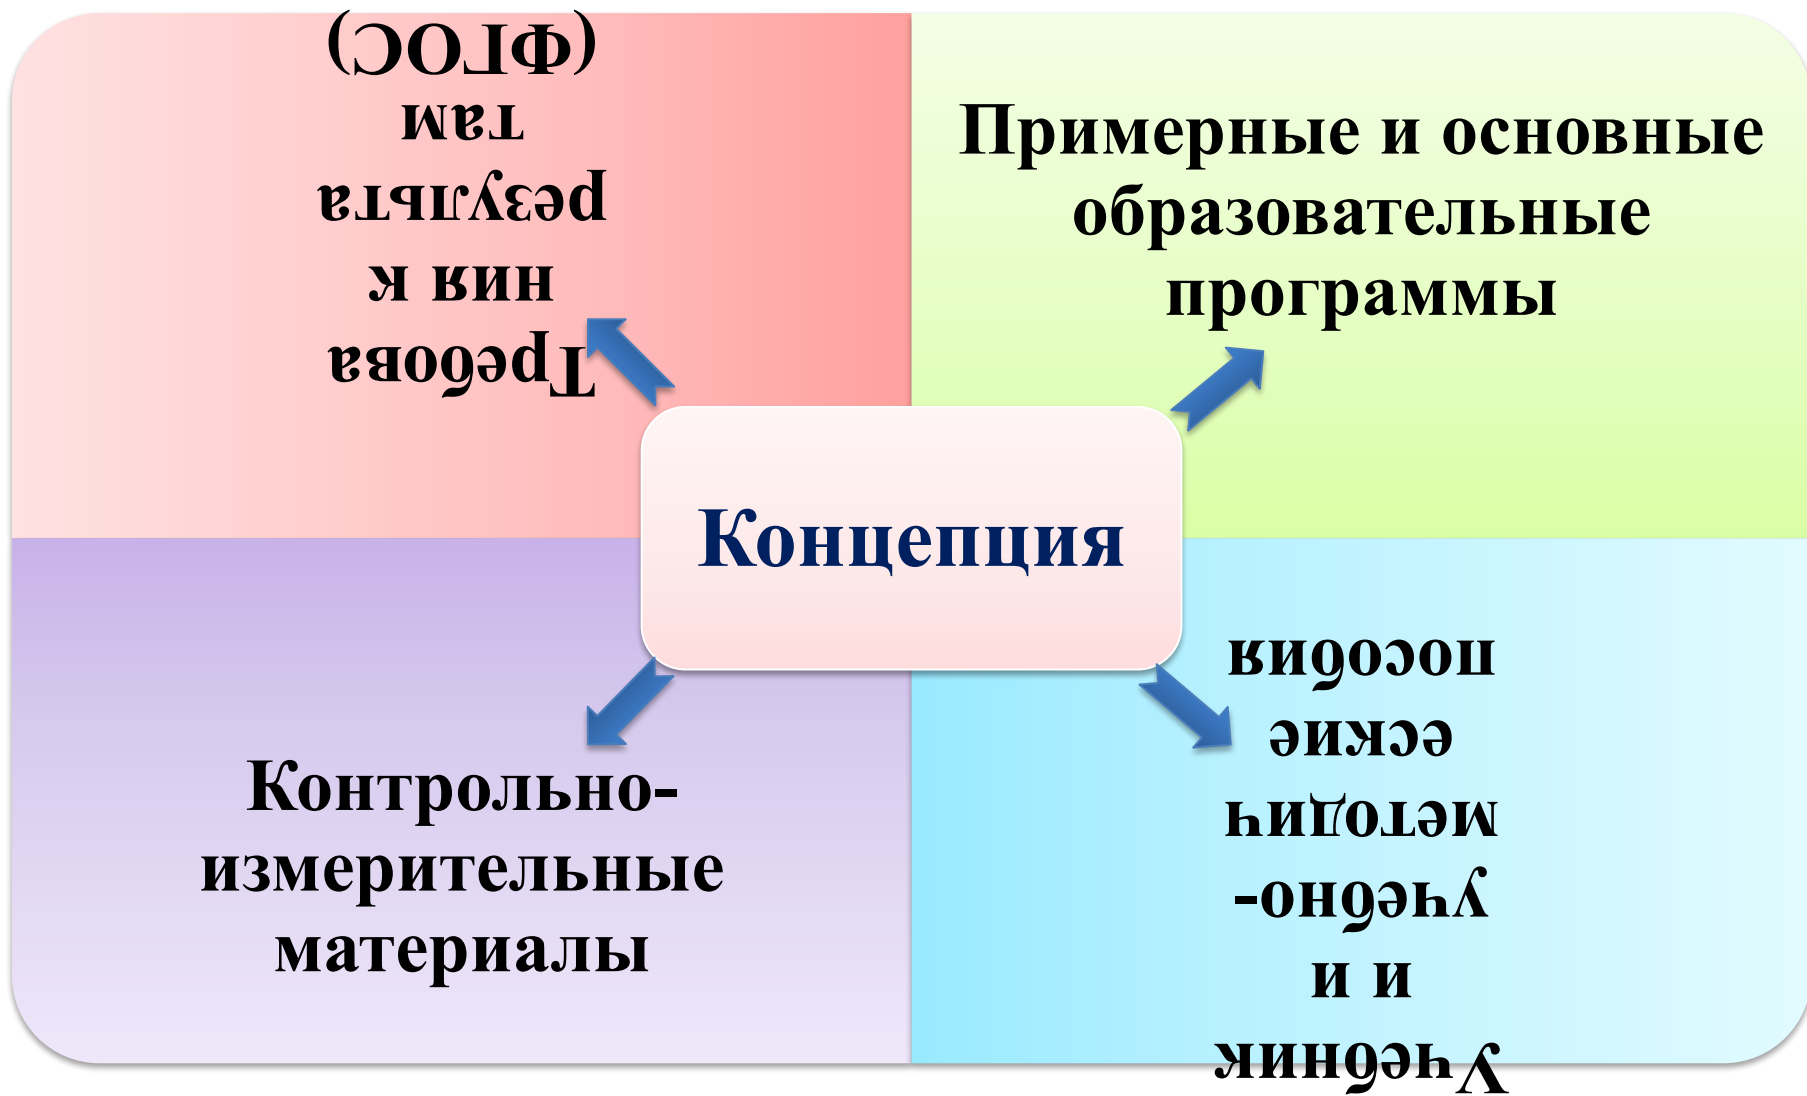 Требова
ния к
результа
там
(ФГОС)
Примерные и основные
образовательные
программы
Концепция
Контрольно-
измерительные
материалы
Учебник
и и
учебно-
методич
еские
пособия